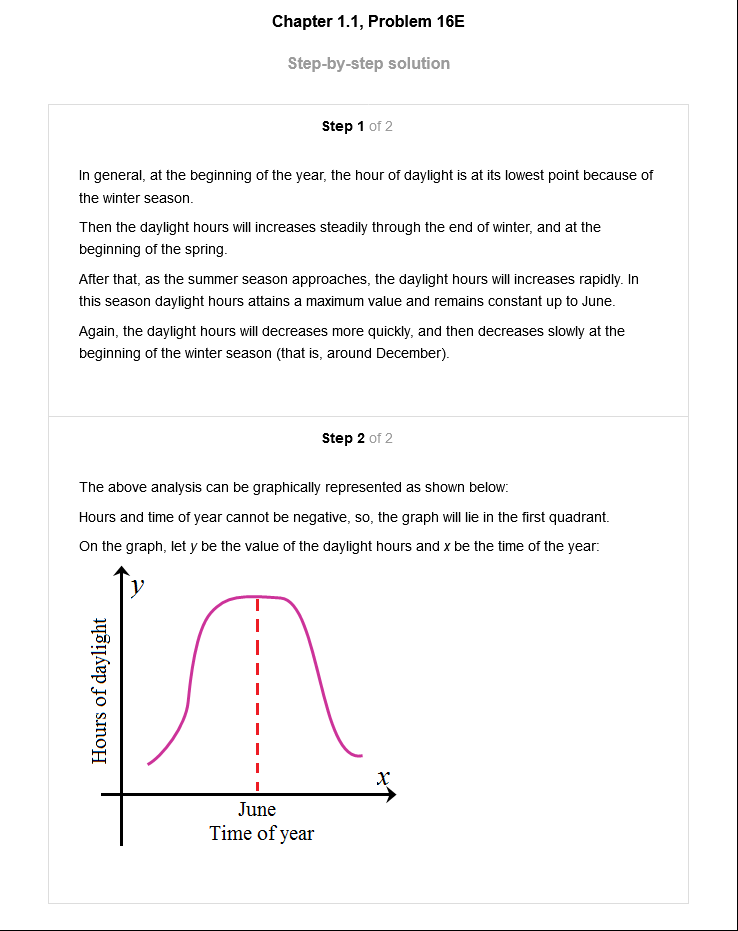 Chapter 1.1, Problem 16E
Step-by-step solution
Step 1 of 2
In general, at the beginning of the year, the hour of daylight is at its lowest point because of
the winter season.
Then the daylight hours will increases steadily through the end of winter, and at the
beginning of the spring.
After that, as the summer season approaches, the daylight hours will increases rapidly. In
this season daylight hours attains a maximum value and remains constant up to June.
Again, the daylight hours will decreases more quickly, and then decreases slowly at the
beginning of the winter season (that is, around December).
Step 2 of 2
The above analysis can be graphically represented as shown below:
Hours and time of year cannot be negative, so, the graph will lie in the first quadrant.
On the graph, let y be the value of the daylight hours and x be the time of the year:
y
Hours of daylight
x
June
Time of year